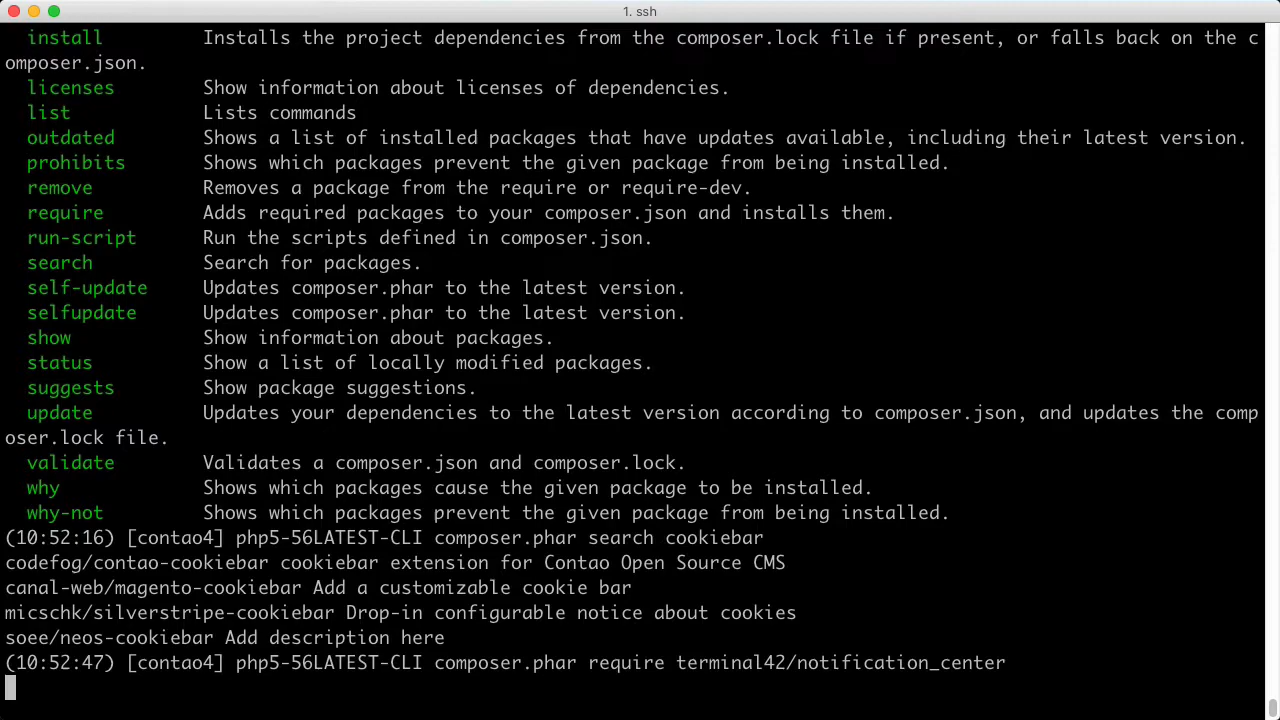 1. ssh
install Installs the project dependencies from the composer.lock file if present, or falls back on the c
omposer.json.
licenses Show information about licenses of dependencies.
list Lists commands
outdated Shows a list of installed packages that have updates available, including their latest version.
prohibits Shows which packages prevent the given package from being installed.
remove Removes a package from the require or require-dev.
require Adds required packages to your composer.json and installs them.
run-script Run the scripts defined in composer.json.
search Search for packages.
self-update Updates composer.phar to the latest version.
selfupdate Updates composer.phar to the latest version.
show Show information about packages.
status Show a list of locally modified packages.
suggests Show package suggestions.
update Updates your dependencies to the latest version according to composer.json, and updates the comp
oser.lock file.
validate Validates a composer.json and composer.lock.
why Shows which packages cause the given package to be installed.
why-not Shows which packages prevent the given package from being installed.
(10:52:16) [contao4] php5-56LATEST-CLI composer.phar search cookiebar
codefog/contao-cookiebar cookiebar extension for Contao Open Source CMS
canal-web/magento-cookiebar Add a customizable cookie bar
micschk/silverstripe-cookiebar Drop-in configurable notice about cookies
soee/neos-cookiebar Add description here
(10:52:47) [contao4] php5-56LATEST-CLI composer.phar require terminal42/notification_center